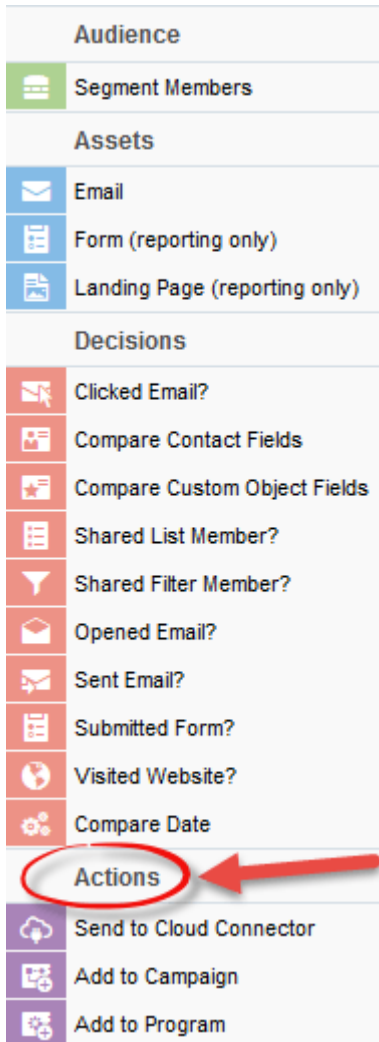 Audience
Segment Members
Assets
Email
Form (reporting only)
Landing Page (reporting only)
Decisions
Clicked Email?
Compare Contact Fields
Compare Custom Object Fields
Shared List Member?
Shared Filter Member?
Opened Email?
Sent Email?
Submitted Form?
Visited Website?
Compare Date
Actions
Send to Cloud Connector
Add to Campaign
Add to Program